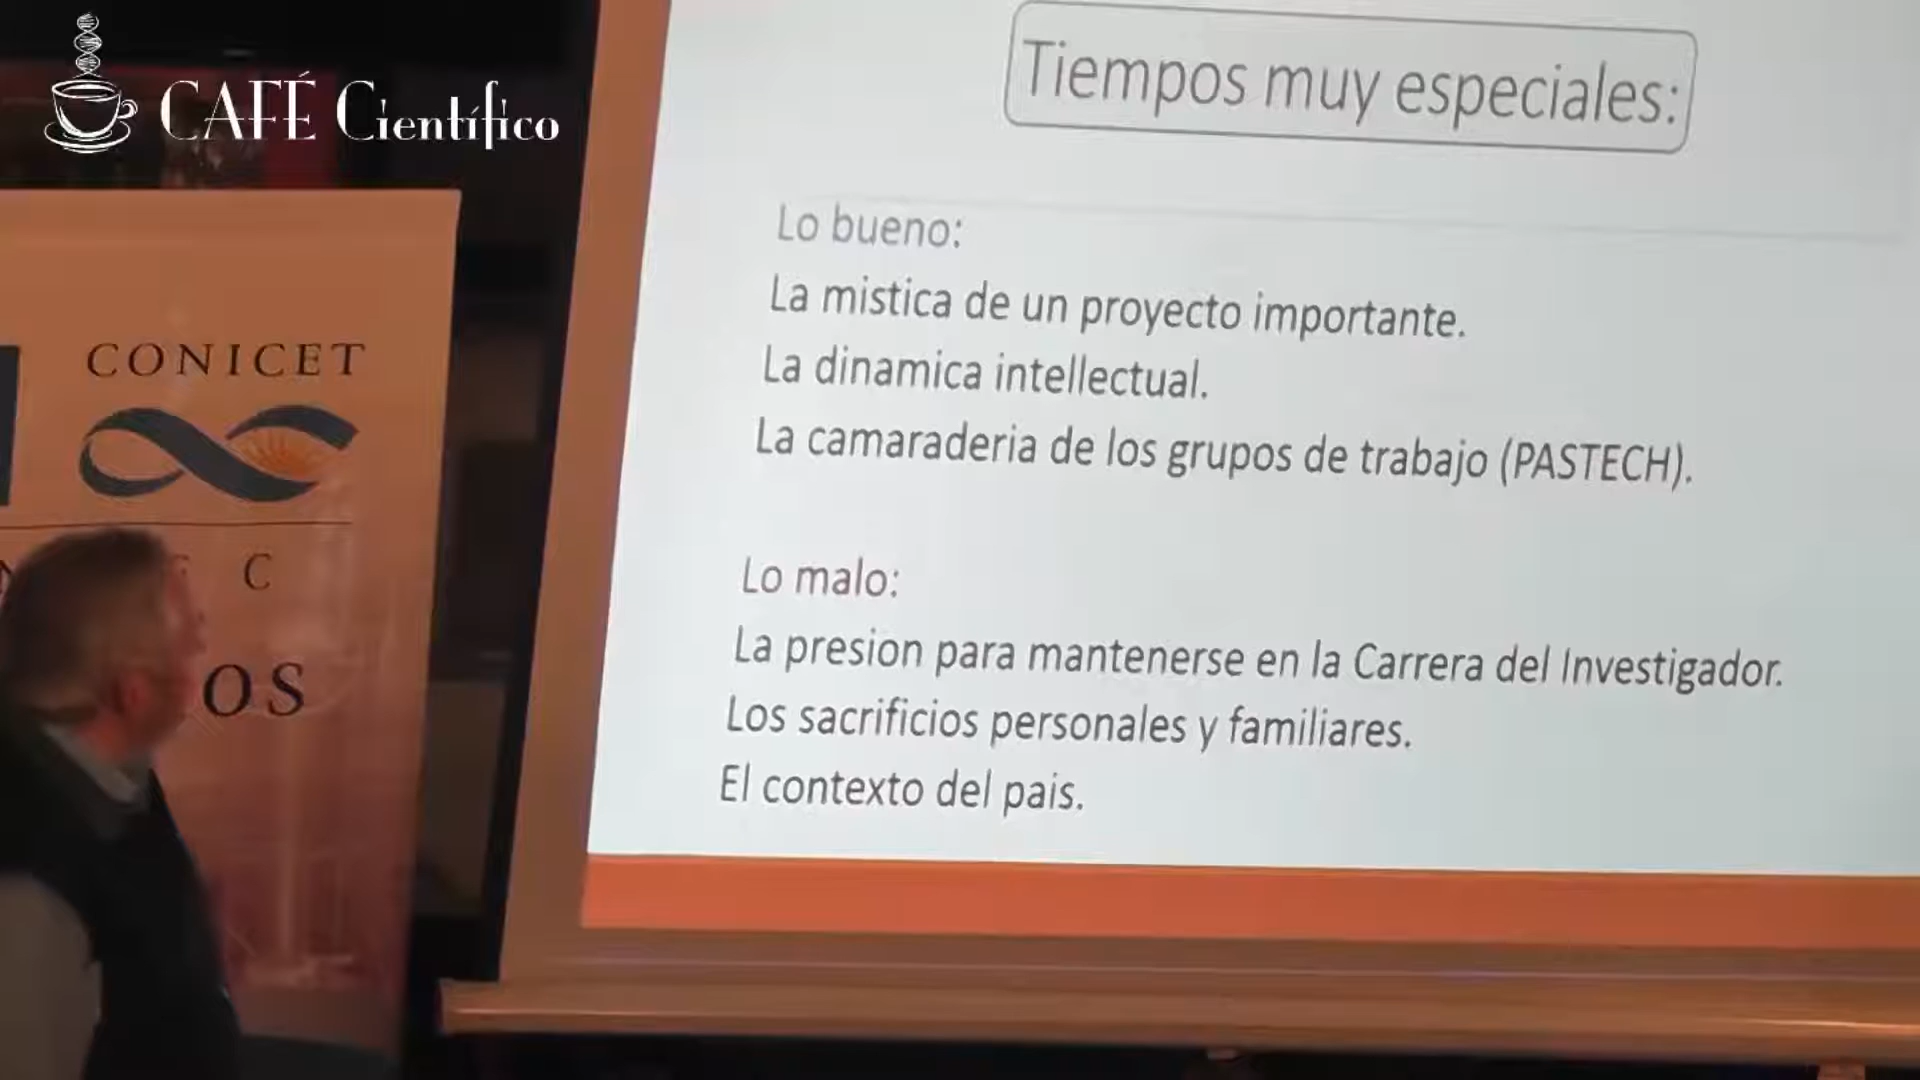 CAFÉ Científico
Tiempos muy especiales:
Lo bueno:
La mistica de un proyecto importante.
La dinamica intellectual.
La camaraderia de los grupos de trabajo (PASTECH).
Lo malo:
La presion para mantenerse en la Carrera del Investigador.
Los sacrificios personales y familiares.
El contexto del pais.
CONICET
C
OS